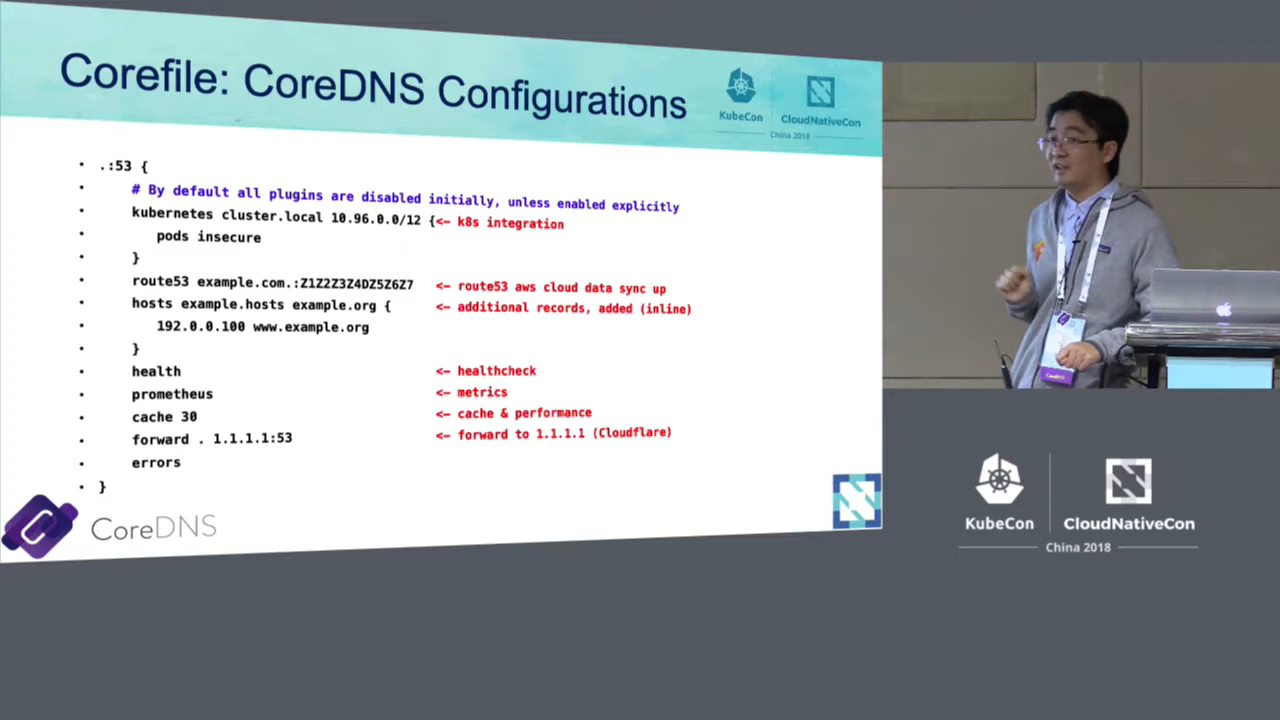 Corefile: CoreDNS Configurations
KubeCon
CloudNativeCon
China 2018
.:53 {
# By default all plugins are disabled initially, unless enabled explicitly
kubernetes cluster.local 10.96.0.0/12 {<- k8s integration
pods insecure
}
route53 example.com.:Z1Z2Z3Z4DZ5Z6Z7 <- route53 aws cloud data sync up
hosts example.hosts example.org { <- additional records, added (inline)
192.0.0.100 www.example.org
}
health <- healthcheck
prometheus <- metrics
cache 30 <- cache & performance
forward . 1.1.1.1:53 <- forward to 1.1.1.1 (Cloudflare)
errors
}
CoreDNS
KubeCon
CloudNativeCon
China 2018